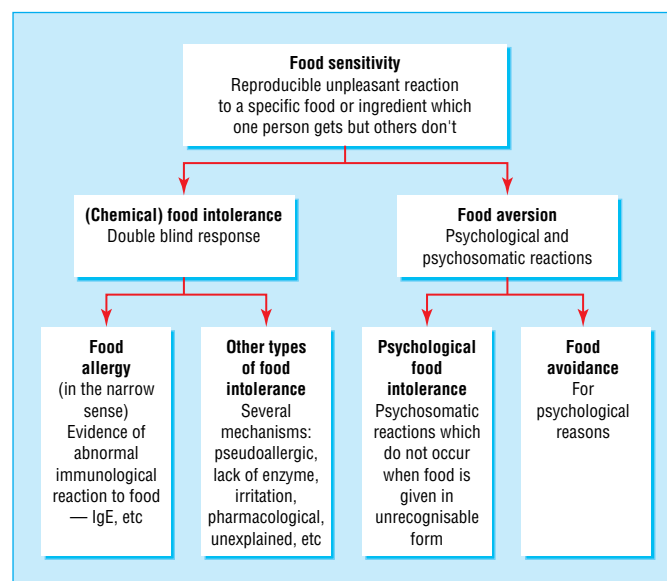 Food sensitivity
Reproducible unpleasant reaction
to a specific food or ingredient which
one person gets but others don't
(Chemical) food intolerance
Double blind response
Food aversion
Psychological and
psychosomatic reactions
Food
allergy
(in the narrow
sense)
Evidence of
abnormal
immunological
reaction to food
— IgE, etc
Other types
of food
intolerance
Several
mechanisms:
pseudoallergic,
lack of enzyme,
irritation,
pharmacological,
unexplained, etc
Psychological
food
intolerance
Psychosomatic
reactions which
do not occur
when food is
given in
unrecognisable
form
Food
avoidance
For
psychological
reasons